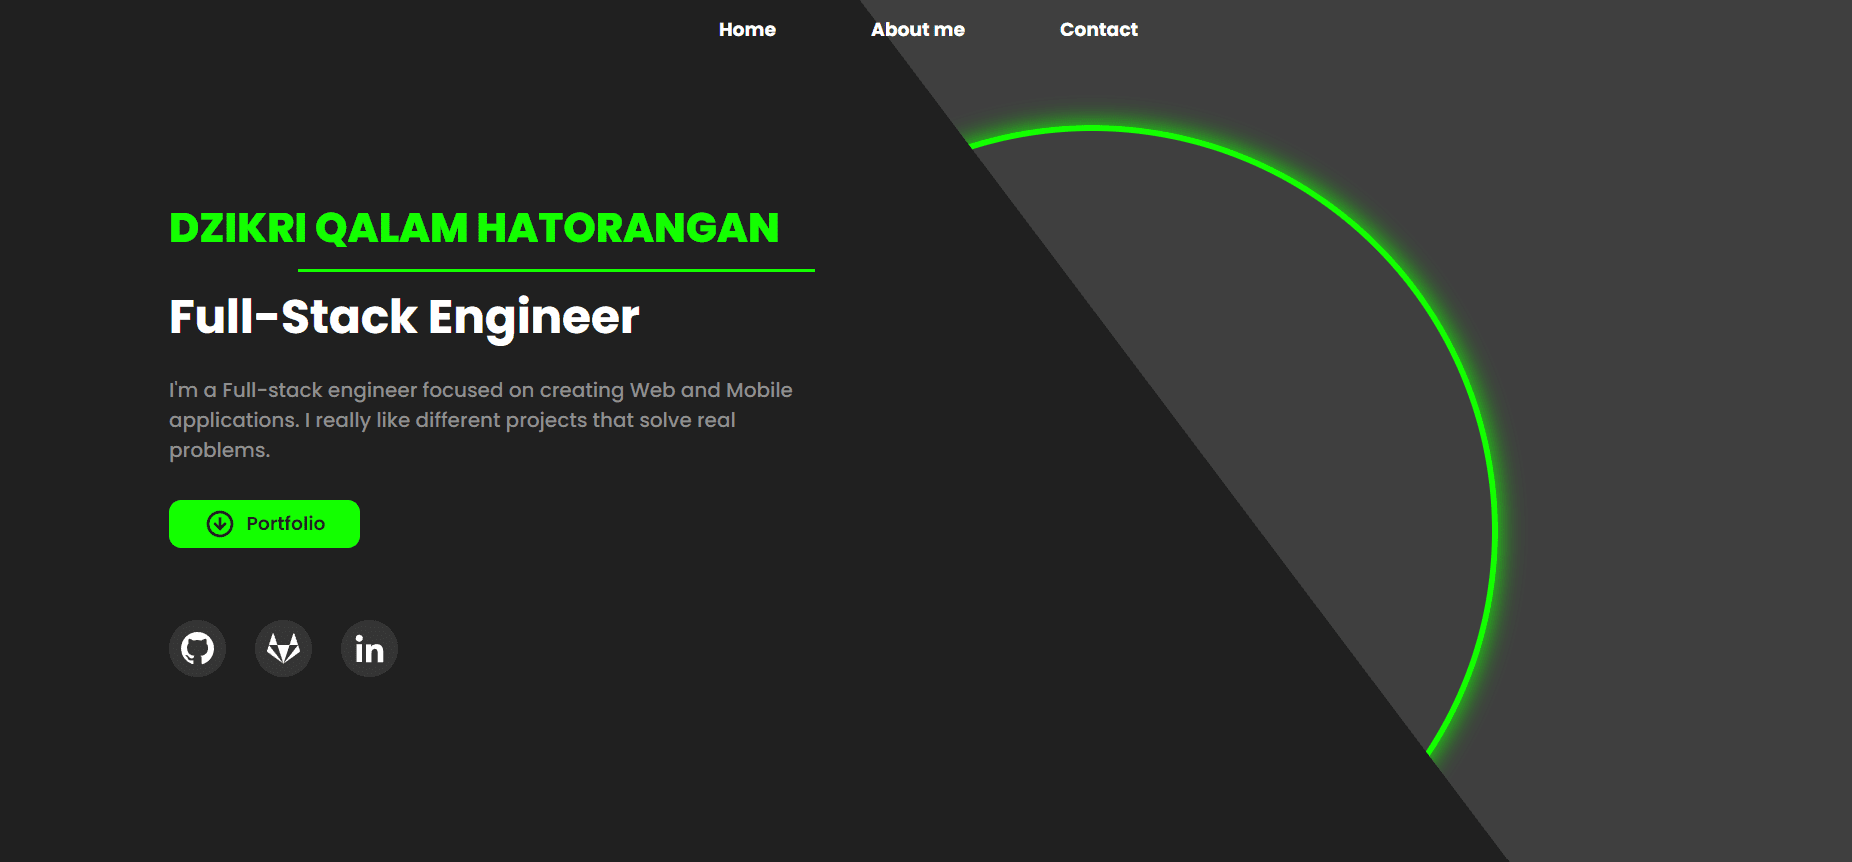 Home About me Contact
DZIKRI QALAM HATORANGAN
Full-Stack Engineer
I'm a Full-stack engineer focused on creating Web and Mobile
applications. I really like different projects that solve real
problems.
Portfolio
in